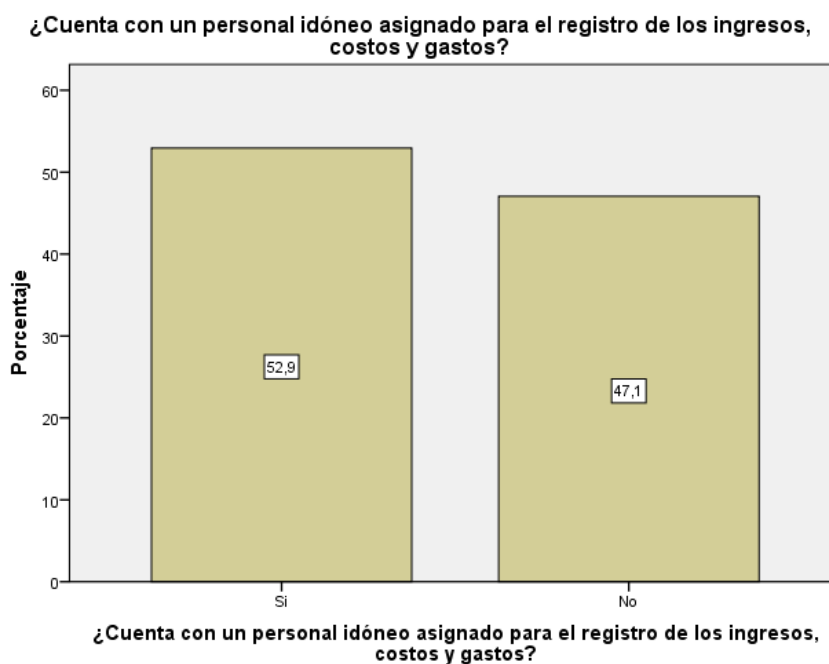 ¿Cuenta con un personal idóneo asignado para el registro de los ingresos,
costos y gastos?
Porcentaje
60
50
40
30
20
10
0
52,9
47,1
Si
No
¿Cuenta con un personal idóneo asignado para el registro de los ingresos,
costos y gastos?